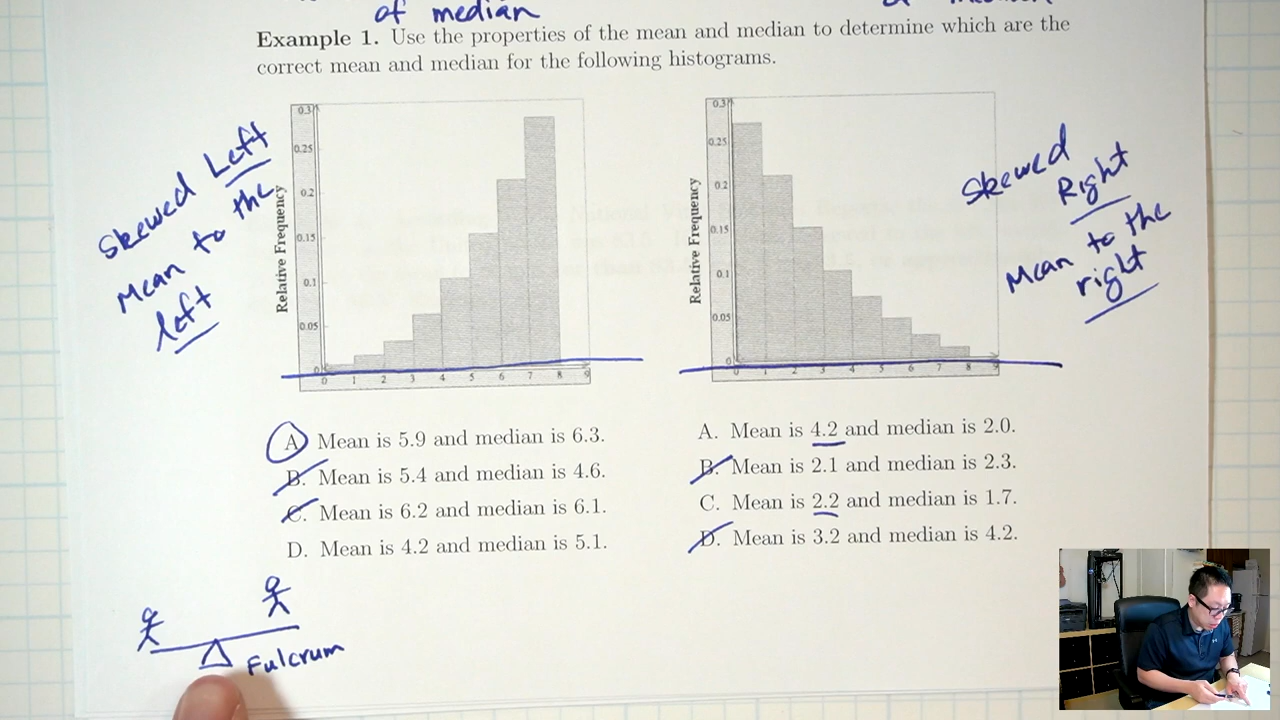 of median
Example 1. Use the properties of the mean and median to determine which are the
correct mean and median for the following histograms.
Skewed Left
Mean to the
left
Relative Frequency
0.3
0.25
0.2
0.15
0.1
0.05
0
0 1 2 3 4 5 6 7 8 9
Relative Frequency
0.3
0.25
0.2
0.15
0.1
0.05
0
0 1 2 3 4 5 6 7 8 9
Skewed
Right
Mean to the
right
A. Mean is 5.9 and median is 6.3.
B. Mean is 5.4 and median is 4.6.
C. Mean is 6.2 and median is 6.1.
D. Mean is 4.2 and median is 5.1.
A. Mean is 4.2 and median is 2.0.
B. Mean is 2.1 and median is 2.3.
C. Mean is 2.2 and median is 1.7.
D. Mean is 3.2 and median is 4.2.
Fulcrum